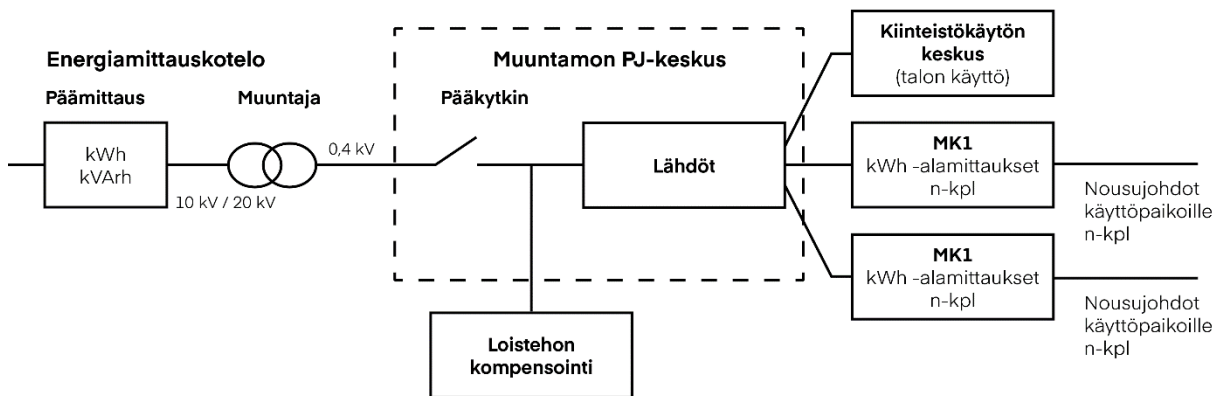 Energiamittauskotelo
Päämittaus
Muuntaja
kWh
kVArh
10 kV / 20 kV
0,4 kV
Muuntamon PJ-keskus
Pääkytkin
Lähdöt
Loistehon
kompensointi
Kiinteistökäytön
keskus
(talon käyttö)
MK1
kWh -alamittaukset
n-kpl
Nousujohdot
käyttöpaikoille
n-kpl
MK1
kWh -alamittaukset
n-kpl
Nousujohdot
käyttöpaikoille
n-kpl